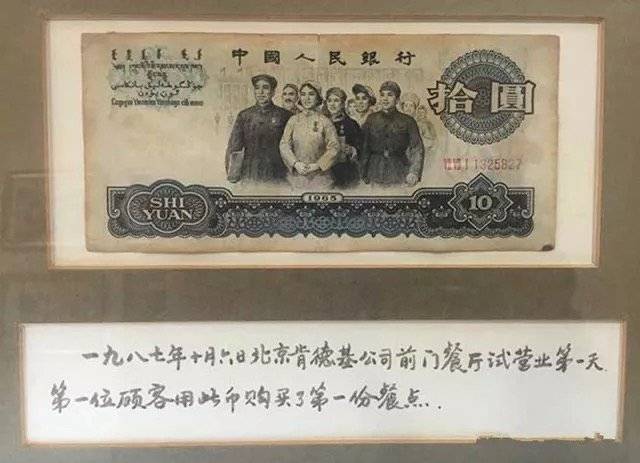 中國人民銀行
拾圓
1325827
SHI
YUAN
1965
10
一九八七年十月六日北京肯德基公司前门餐厅试营业第一天
第一位顾客用此币购买了第一份餐点.